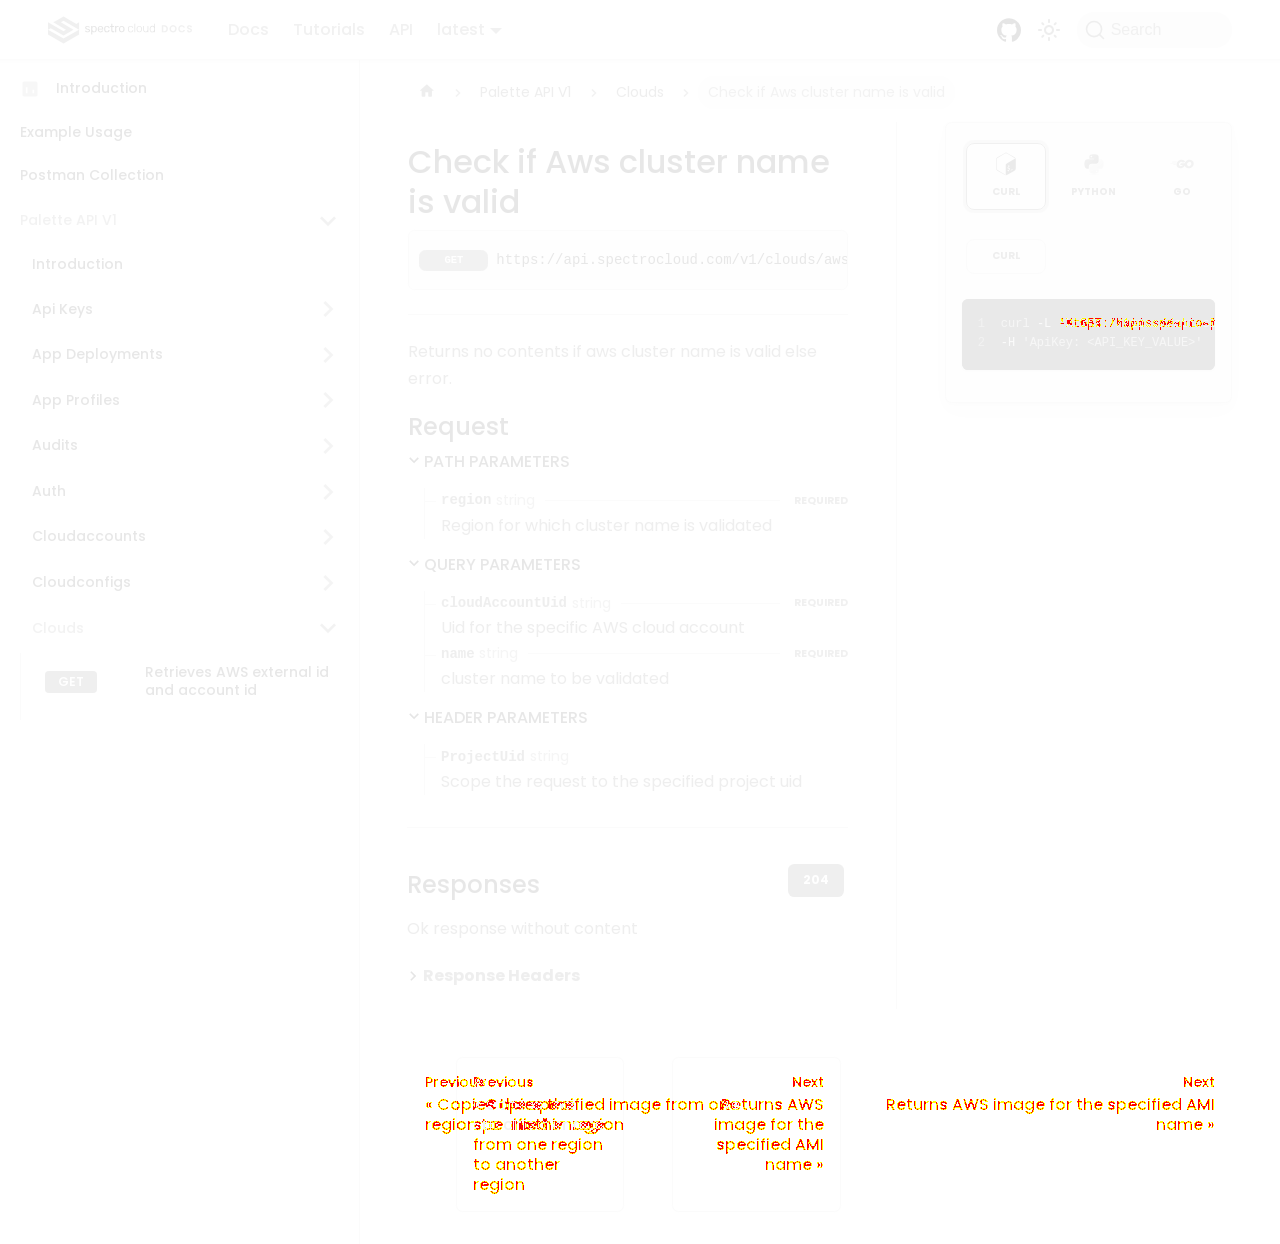 spectro cloud DOCS
Docs Tutorials API latest
Search
Introduction
Example Usage
Postman Collection
Palette API V1
Introduction
Api Keys
App Deployments
App Profiles
Audits
Auth
Cloudaccounts
Cloudconfigs
Clouds
GET Retrieves AWS external id
and account id
Palette API V1 Clouds Check if Aws cluster name is valid
Check if Aws cluster name
is valid
GET https://api.spectrocloud.com/v1/clouds/aws
Returns no contents if aws cluster name is valid else
error.
Request
PATH PARAMETERS
region string REQUIRED
Region for which cluster name is validated
QUERY PARAMETERS
cloudAccountUid string REQUIRED
Uid for the specific AWS cloud account
name string REQUIRED
cluster name to be validated
HEADER PARAMETERS
ProjectUid string
Scope the request to the specified project uid
Responses 204
Ok response without content
Response Headers
CURL PYTHON GO
CURL
1 curl -L
2 -H 'ApiKey: <API_KEY_VALUE>'
Previous
Previous
from one region
to another
region
Next
Returns AWS
image for the
specified AMI
name »
Next
Returns AWS image for the specified AMI
name »